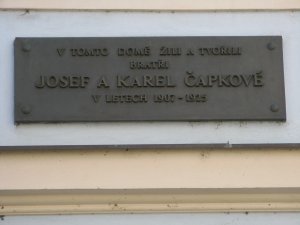 V TOMTO DOMĚ ŽILI A TVOŘILI
BRATŘI
JOSEF A KAREL ČAPKOVÉ
V LETECH 1907-1925